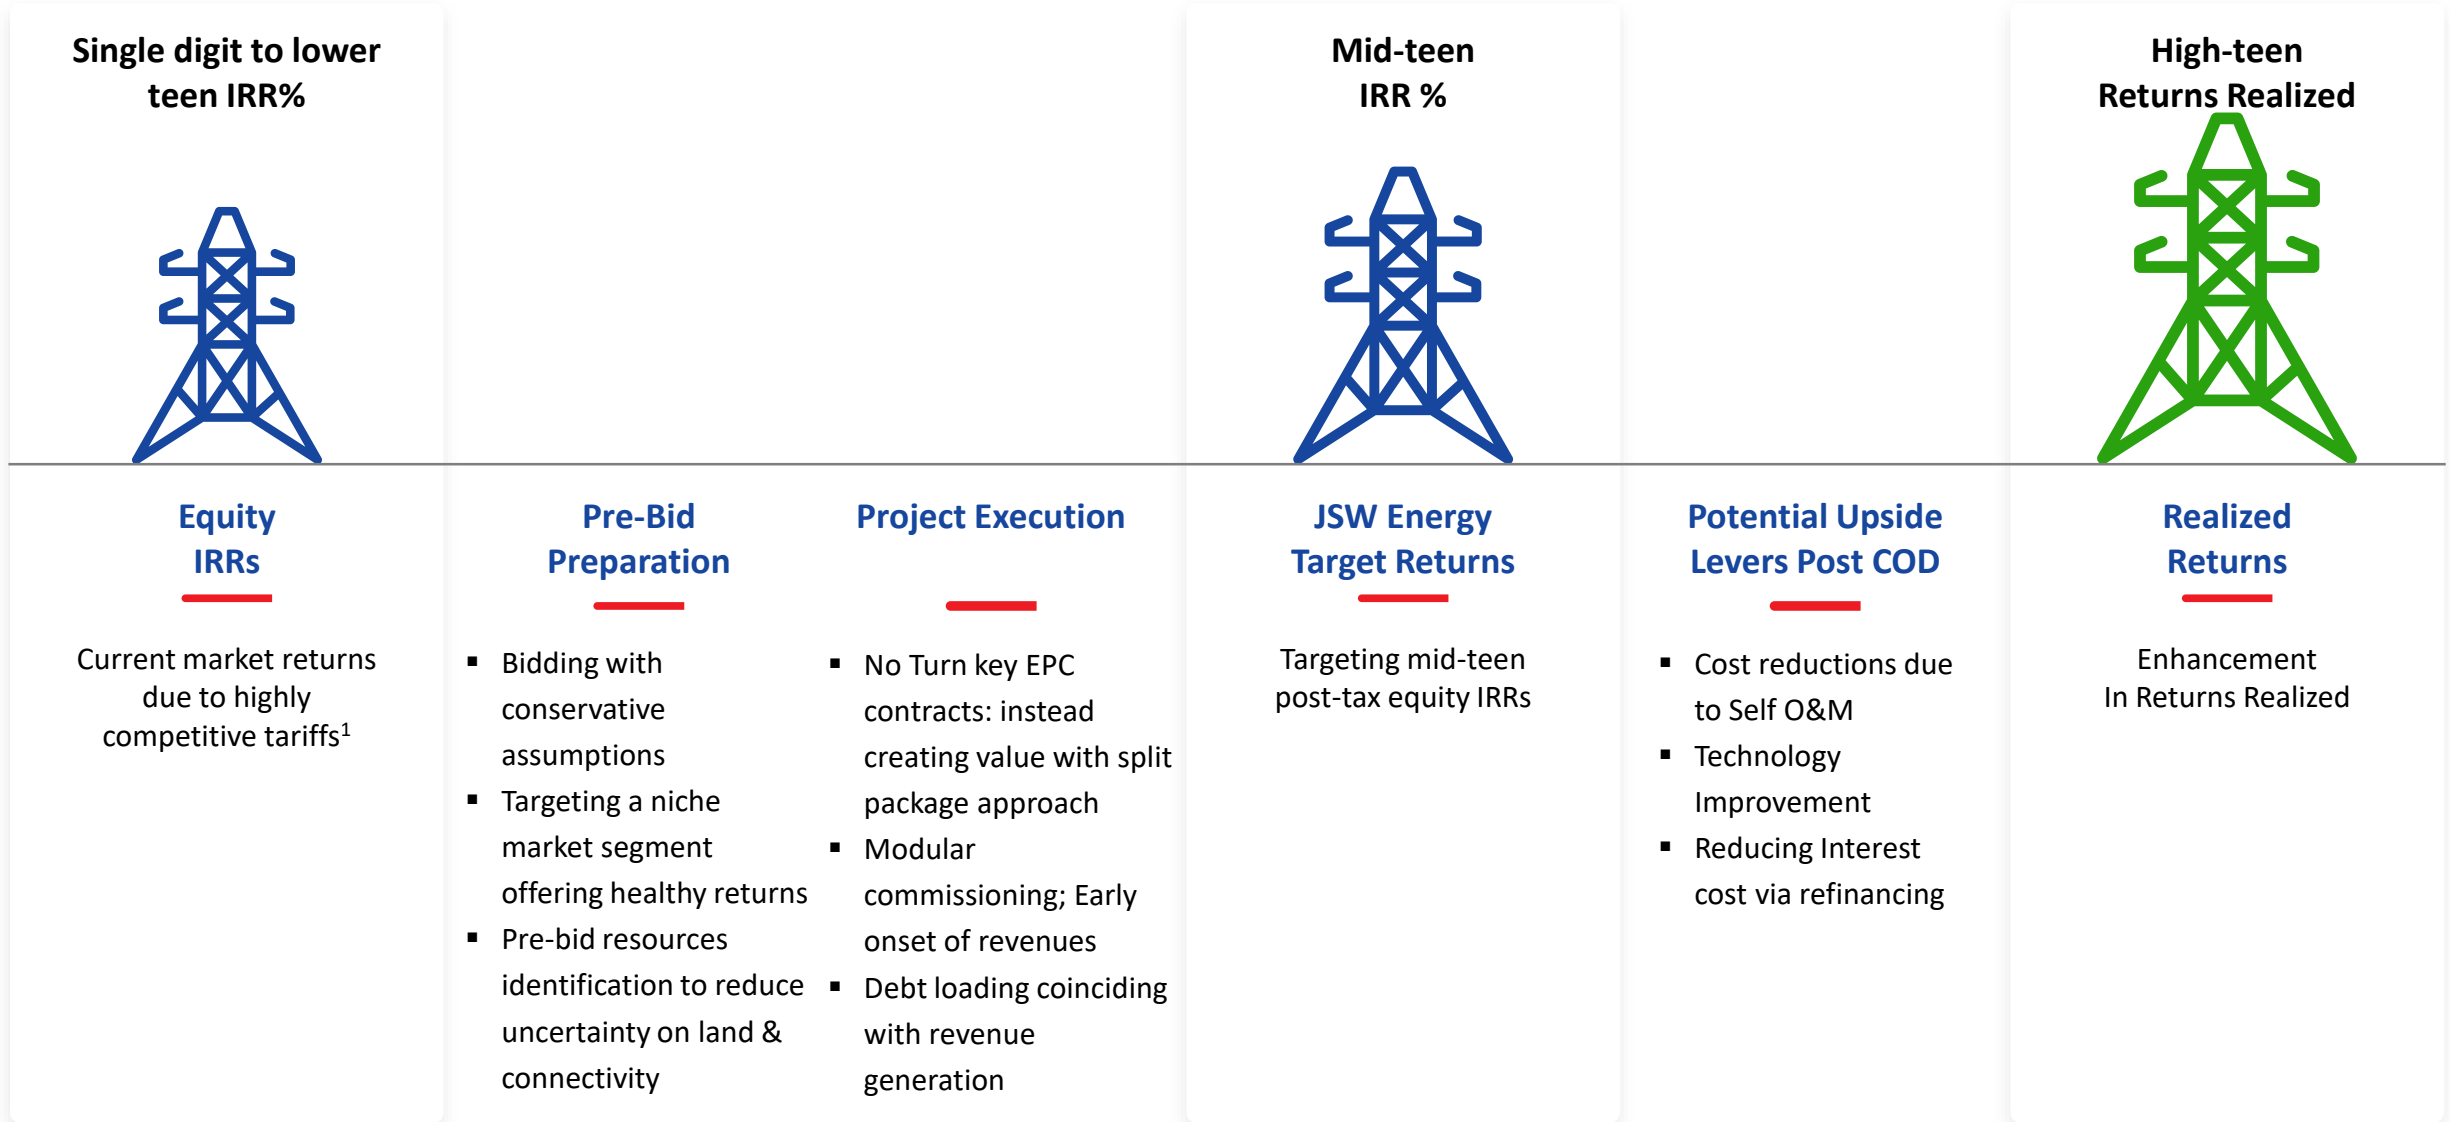 Single digit to lower
teen IRR%
Mid-teen
IRR %
High-teen
Returns Realized
Equity
IRRs
Current market returns
due to highly
competitive tariffs¹
Pre-Bid
Preparation
▪ Bidding with
conservative
assumptions
▪ Targeting a niche
market segment
offering healthy returns
▪ Pre-bid resources
identification to reduce
uncertainty on land &
connectivity
Project Execution
▪ No Turn key EPC
contracts: instead
creating value with split
package approach
▪ Modular
commissioning; Early
onset of revenues
▪ Debt loading coinciding
with revenue
generation
JSW Energy
Target Returns
Targeting mid-teen
post-tax equity IRRs
Potential Upside
Levers Post COD
▪ Cost reductions due
to Self O&M
▪ Technology
Improvement
▪ Reducing Interest
cost via refinancing
Realized
Returns
Enhancement
In Returns Realized